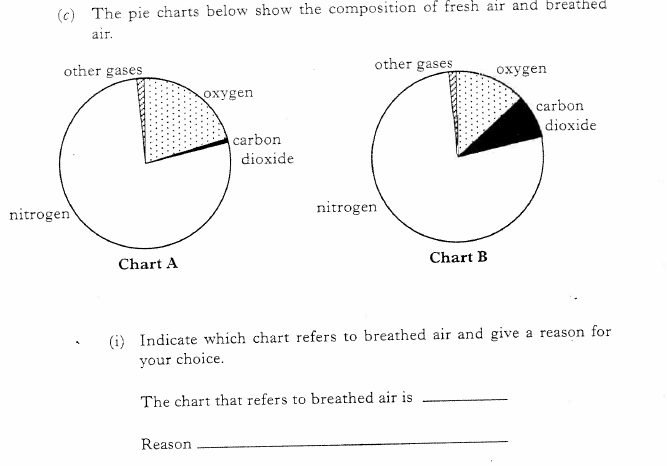 (c) The pie charts below show the composition of fresh air and breathed
air.
other gases
oxygen
carbon
dioxide
nitrogen
Chart A
other gases
oxygen
carbon
dioxide
nitrogen
Chart B
(i) Indicate which chart refers to breathed air and give a reason for
your choice.
The chart that refers to breathed air is
Reason